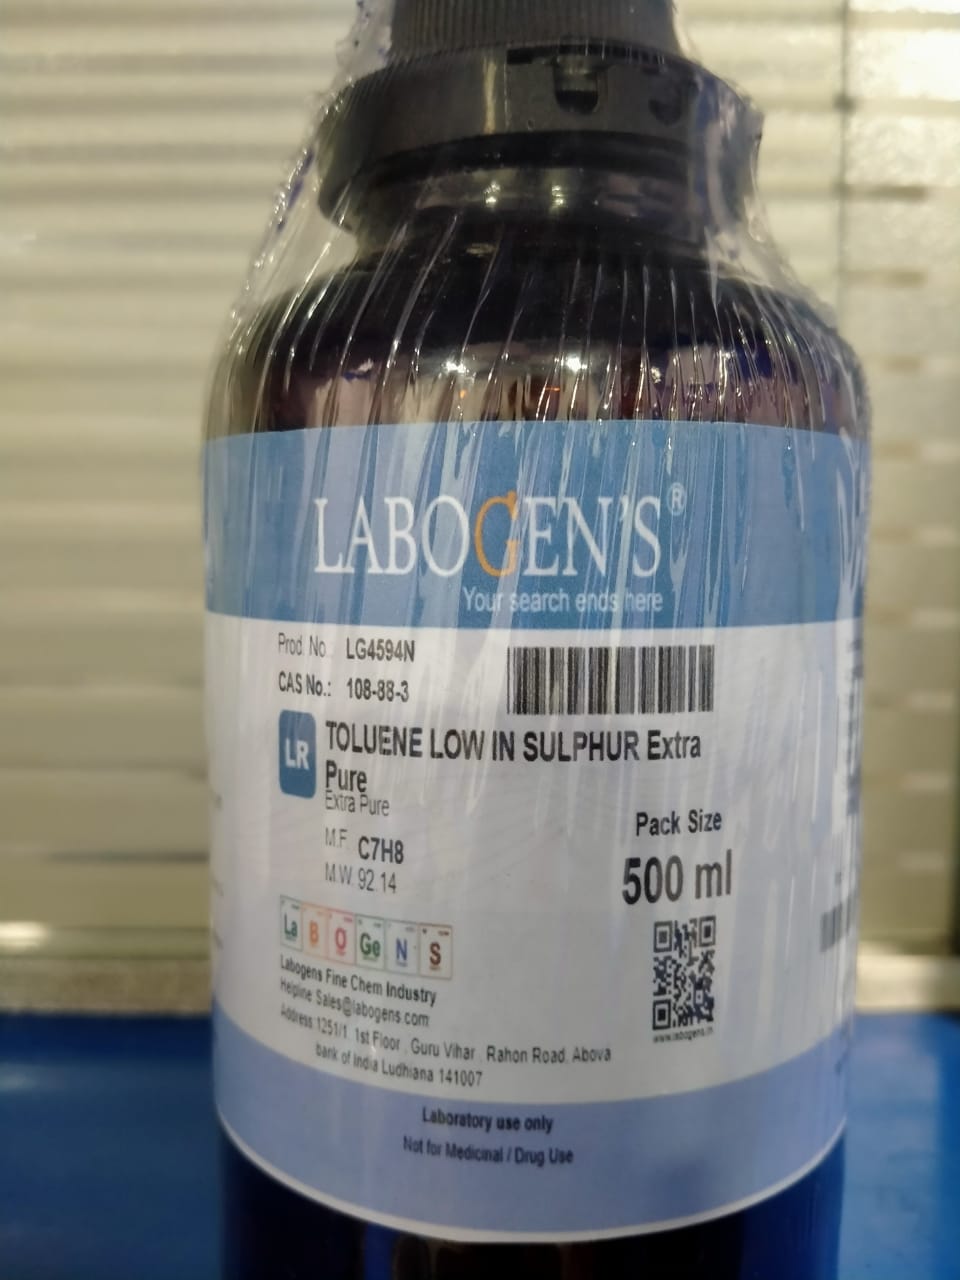 LABOGEN'S®
Your search ends here
Prod. No. LG4594N
CAS No.: 108-88-3
LR
TOLUENE LOW IN SULPHUR Extra
Pure
Extra Pure
M.F. C7H8
M.W. 92.14
Pack Size
500 ml
La B O Ge N S
Labogens Fine Chem Industry
Helpline Sales@labogens.com
Address 1251/1, 1st Floor, Guru Vihar, Rahon Road, Abova
bank of India Ludhiana 141007
www.labogens.in
Laboratory use only
Not for Medicinal / Drug Use